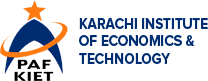 PAF
KIET
KARACHI INSTITUTE
OF ECONOMICS &
TECHNOLOGY